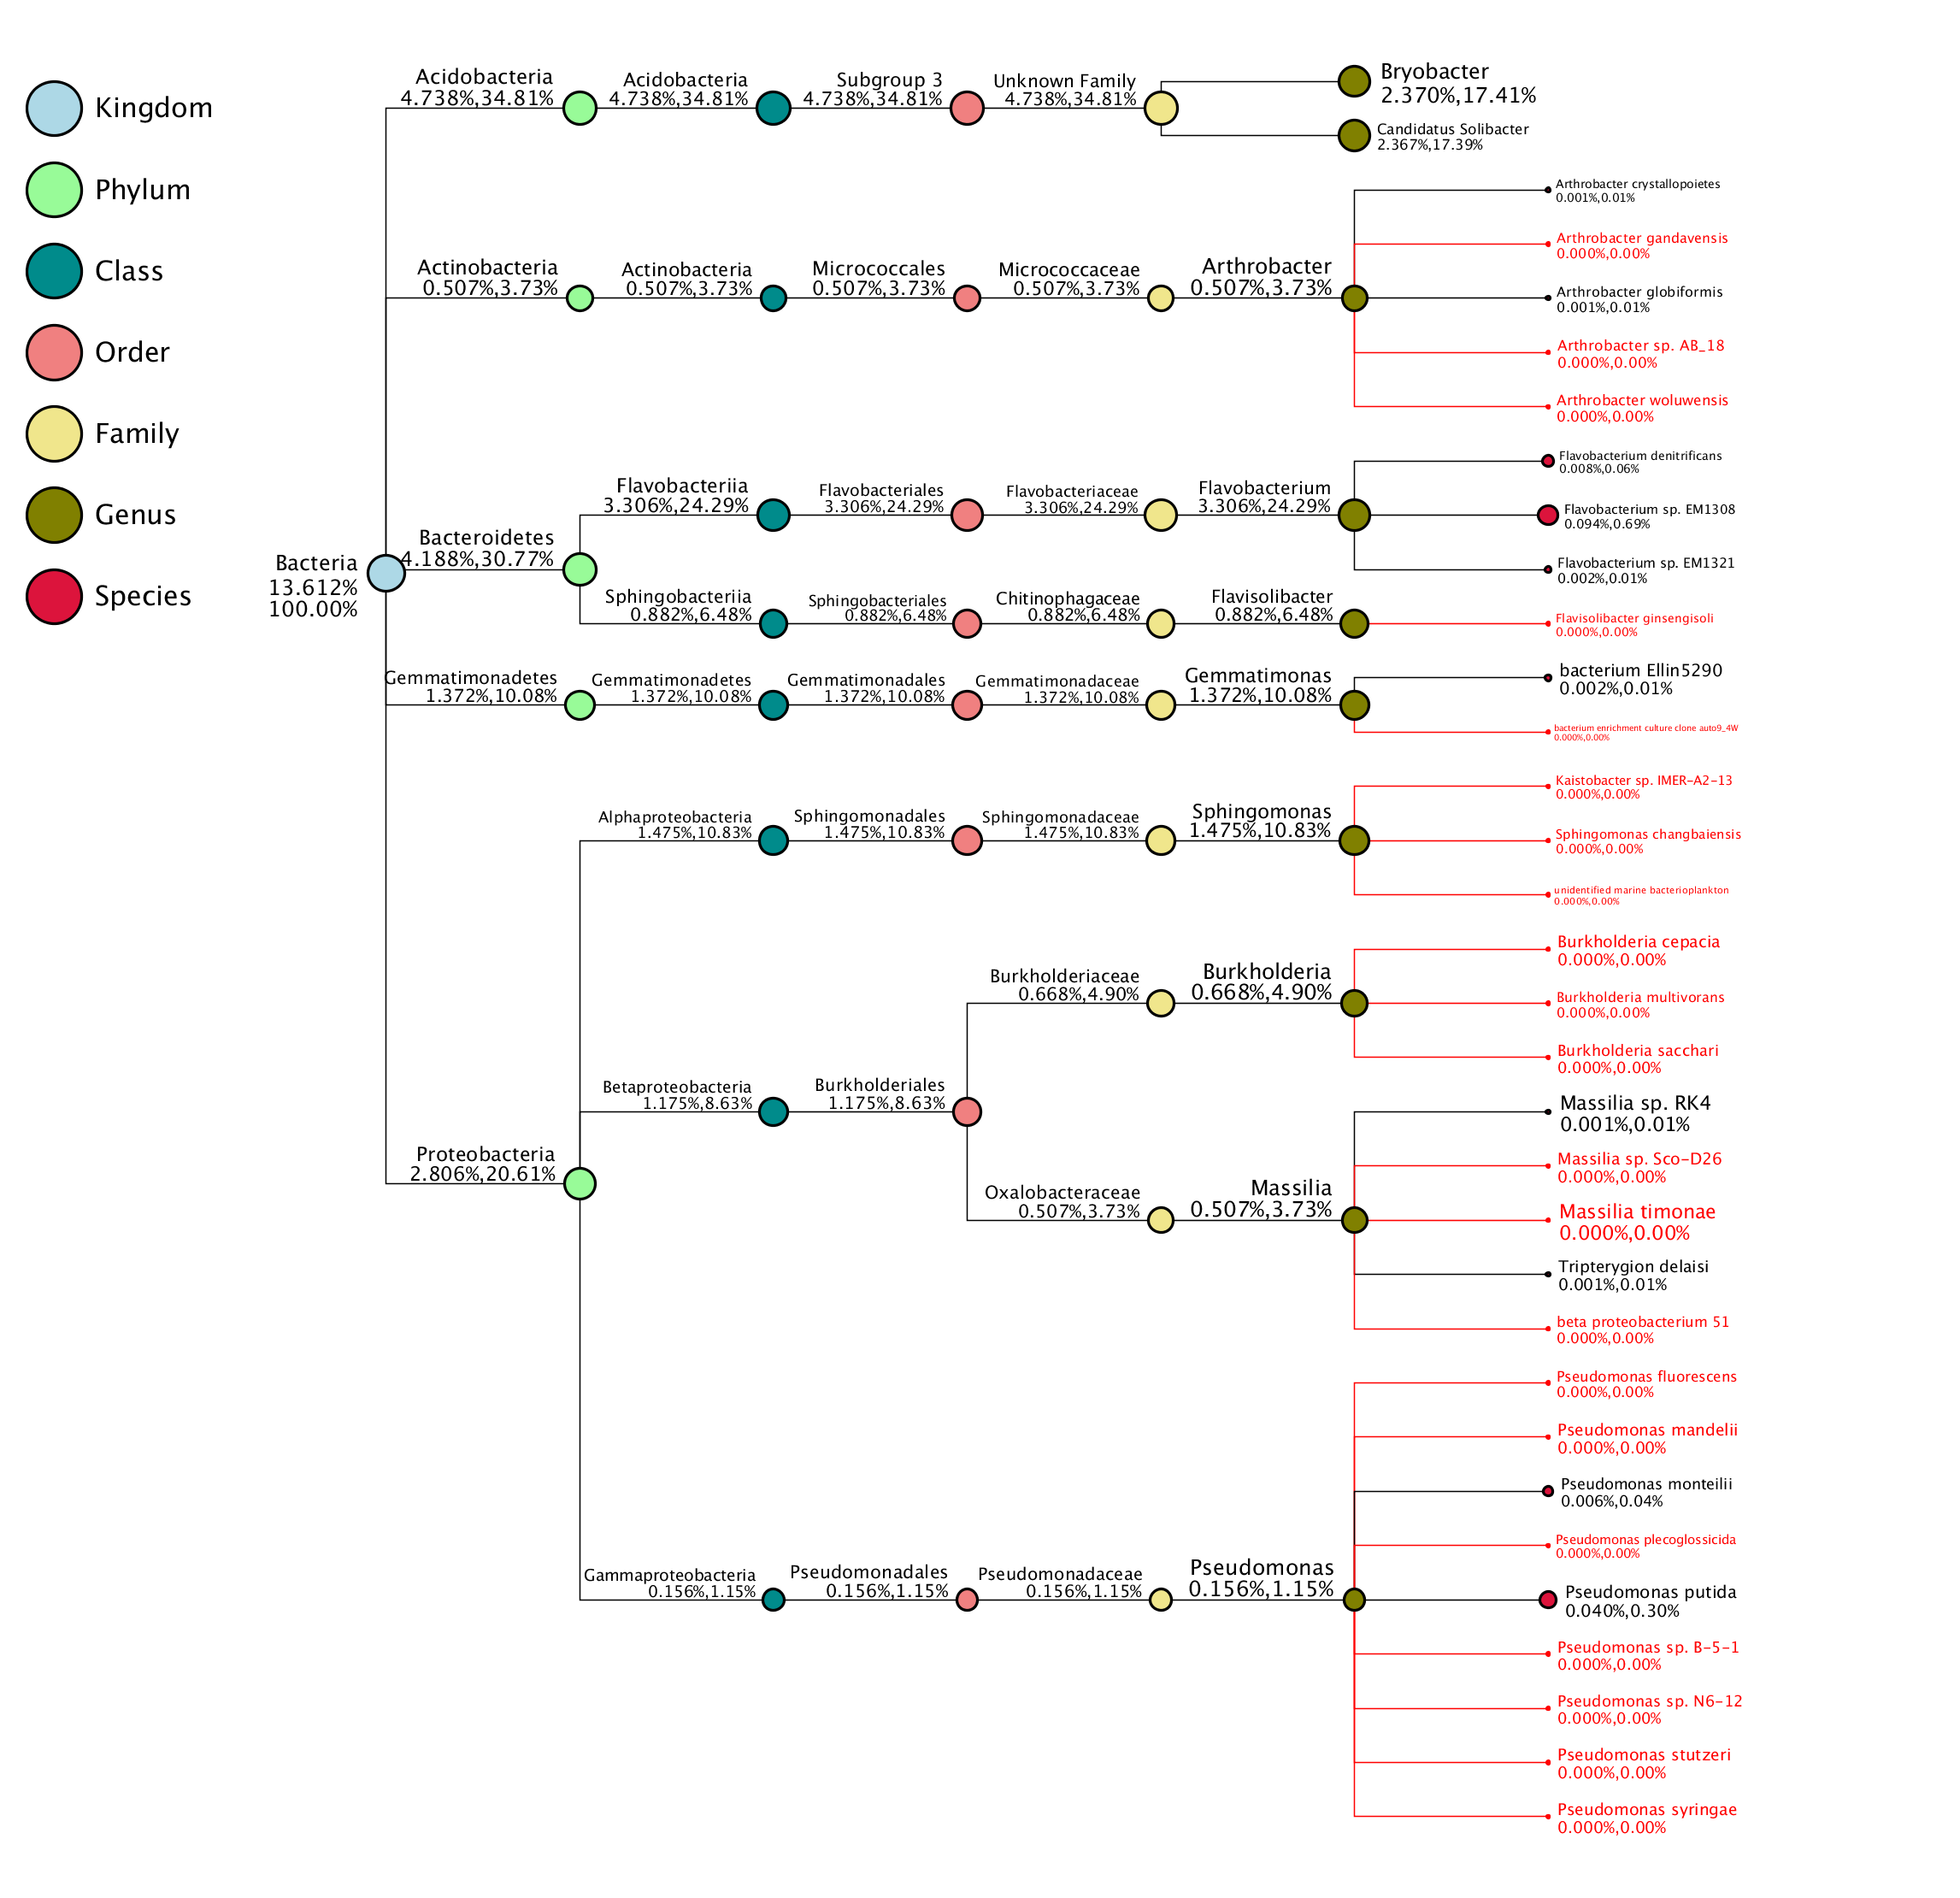 Kingdom
Phylum
Class
Order
Family
Genus
Species
Bacteria
13.612%
100.00%
Acidobacteria
4.738%,34.81%
Acidobacteria
4.738%,34.81%
Subgroup 3
4.738%,34.81%
Unknown Family
4.738%,34.81%
Bryobacter
2.370%,17.41%
Candidatus Solibacter
2.367%,17.39%
Actinobacteria
0.507%,3.73%
Actinobacteria
0.507%,3.73%
Micrococcales
0.507%,3.73%
Micrococcaceae
0.507%,3.73%
Arthrobacter
0.507%,3.73%
Arthrobacter crystallopoietes
0.001%,0.01%
Arthrobacter gandavensis
0.000%,0.00%
Arthrobacter globiformis
0.001%,0.01%
Arthrobacter sp. AB_18
0.000%,0.00%
Arthrobacter woluwensis
0.000%,0.00%
Bacteroidetes
4.188%,30.77%
Flavobacteriia
3.306%,24.29%
Flavobacteriales
3.306%,24.29%
Flavobacteriaceae
3.306%,24.29%
Flavobacterium
3.306%,24.29%
Flavobacterium denitrificans
0.008%,0.06%
Flavobacterium sp. EM1308
0.094%,0.69%
Flavobacterium sp. EM1321
0.002%,0.01%
Sphingobacteriia
0.882%,6.48%
Sphingobacteriales
0.882%,6.48%
Chitinophagaceae
0.882%,6.48%
Flavisolibacter
0.882%,6.48%
Flavisolibacter ginsengisoli
0.000%,0.00%
Gemmatimonadetes
1.372%,10.08%
Gemmatimonadetes
1.372%,10.08%
Gemmatimonadales
1.372%,10.08%
Gemmatimonadaceae
1.372%,10.08%
Gemmatimonas
1.372%,10.08%
bacterium Ellin5290
0.002%,0.01%
bacterium enrichment culture clone auto9_4W
0.000%,0.00%
Proteobacteria
2.806%,20.61%
Alphaproteobacteria
1.475%,10.83%
Sphingomonadales
1.475%,10.83%
Sphingomonadaceae
1.475%,10.83%
Sphingomonas
1.475%,10.83%
Kaistobacter sp. IMER-A2-13
0.000%,0.00%
Sphingomonas changbaiensis
0.000%,0.00%
unidentified marine bacterioplankton
0.000%,0.00%
Betaproteobacteria
1.175%,8.63%
Burkholderiales
1.175%,8.63%
Burkholderiaceae
0.668%,4.90%
Burkholderia
0.668%,4.90%
Burkholderia cepacia
0.000%,0.00%
Burkholderia multivorans
0.000%,0.00%
Burkholderia sacchari
0.000%,0.00%
Oxalobacteraceae
0.507%,3.73%
Massilia
0.507%,3.73%
Massilia sp. RK4
0.001%,0.01%
Massilia sp. Sco-D26
0.000%,0.00%
Massilia timonae
0.000%,0.00%
Tripterygion delaisi
0.001%,0.01%
beta proteobacterium 51
0.000%,0.00%
Gammaproteobacteria
0.156%,1.15%
Pseudomonadales
0.156%,1.15%
Pseudomonadaceae
0.156%,1.15%
Pseudomonas
0.156%,1.15%
Pseudomonas fluorescens
0.000%,0.00%
Pseudomonas mandelii
0.000%,0.00%
Pseudomonas monteilii
0.006%,0.04%
Pseudomonas plecoglossicida
0.000%,0.00%
Pseudomonas putida
0.040%,0.30%
Pseudomonas sp. B-5-1
0.000%,0.00%
Pseudomonas sp. N6-12
0.000%,0.00%
Pseudomonas stutzeri
0.000%,0.00%
Pseudomonas syringae
0.000%,0.00%